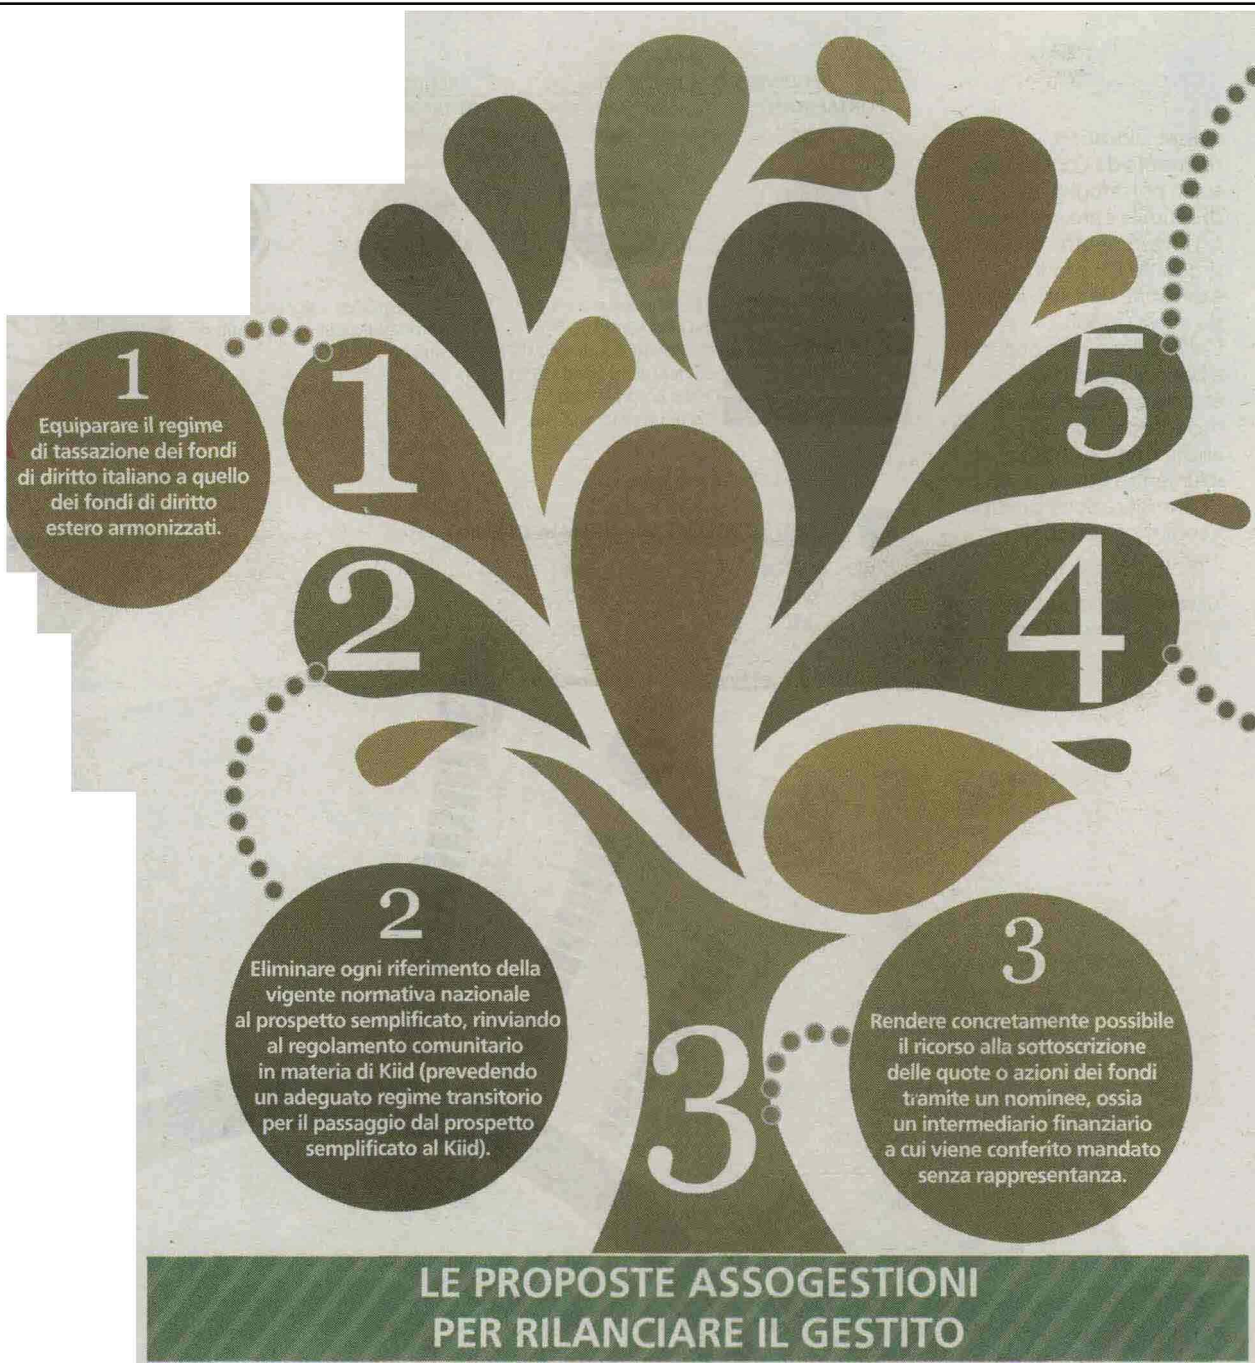 1
Equiparare il regime
di tassazione dei fondi
di diritto italiano a quello
dei fondi di diritto
estero armonizzati.
1
2
5
4
2
Eliminare ogni riferimento della
vigente normativa nazionale
al prospetto semplificato, rinviando
al regolamento comunitario
in materia di Kiid (prevedendo
un adeguato regime transitorio
per il passaggio dal prospetto
semplificato al Kiid).
3
3
Rendere concretamente possibile
il ricorso alla sottoscrizione
delle quote o azioni dei fondi
tramite un nominee, ossia
un intermediario finanziario
a cui viene conferito mandato
senza rappresentanza.
LE PROPOSTE ASSOGESTIONI
PER RILANCIARE IL GESTITO